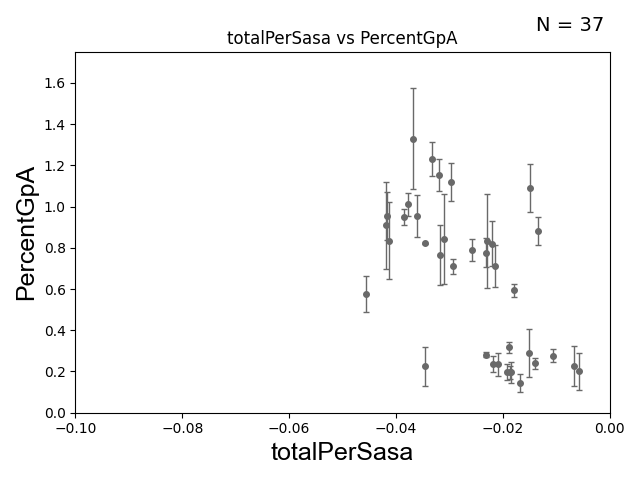 N = 37
totalPerSasa vs PercentGpA
PercentGpA
1.6
1.4
1.2
1.0
0.8
0.6
0.4
0.2
0.0
−0.10 −0.08 −0.06 −0.04 −0.02 0.00
totalPerSasa